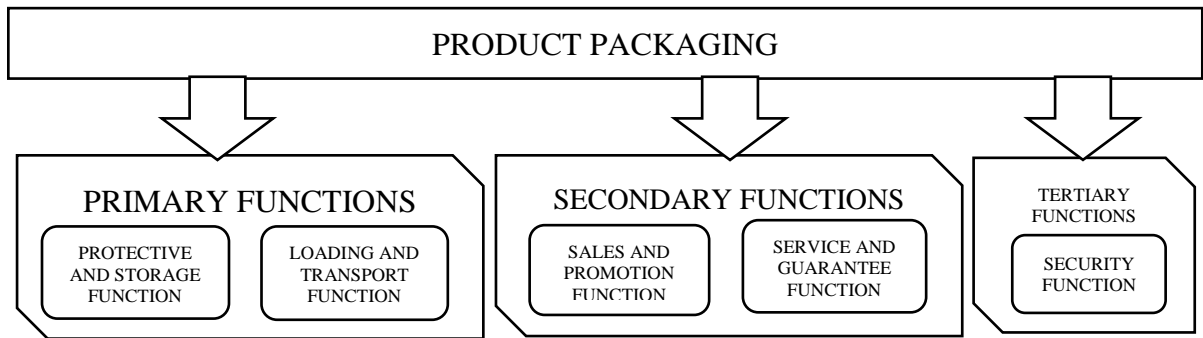 PRODUCT PACKAGING
PRIMARY FUNCTIONS
PROTECTIVE
AND STORAGE
FUNCTION
LOADING AND
TRANSPORT
FUNCTION
SECONDARY FUNCTIONS
SALES AND
PROMOTION
FUNCTION
SERVICE AND
GUARANTEE
FUNCTION
TERTIARY
FUNCTIONS
SECURITY
FUNCTION